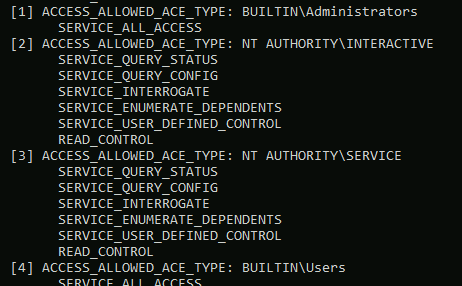 [1] ACCESS_ALLOWED_ACE_TYPE: BUILTIN\Administrators
SERVICE_ALL_ACCESS
[2] ACCESS_ALLOWED_ACE_TYPE: NT AUTHORITY\INTERACTIVE
SERVICE_QUERY_STATUS
SERVICE_QUERY_CONFIG
SERVICE_INTERROGATE
SERVICE_ENUMERATE_DEPENDENTS
SERVICE_USER_DEFINED_CONTROL
READ_CONTROL
[3] ACCESS_ALLOWED_ACE_TYPE: NT AUTHORITY\SERVICE
SERVICE_QUERY_STATUS
SERVICE_QUERY_CONFIG
SERVICE_INTERROGATE
SERVICE_ENUMERATE_DEPENDENTS
SERVICE_USER_DEFINED_CONTROL
READ_CONTROL
[4] ACCESS_ALLOWED_ACE_TYPE: BUILTIN\Users
SERVICE_ALL_ACCESS